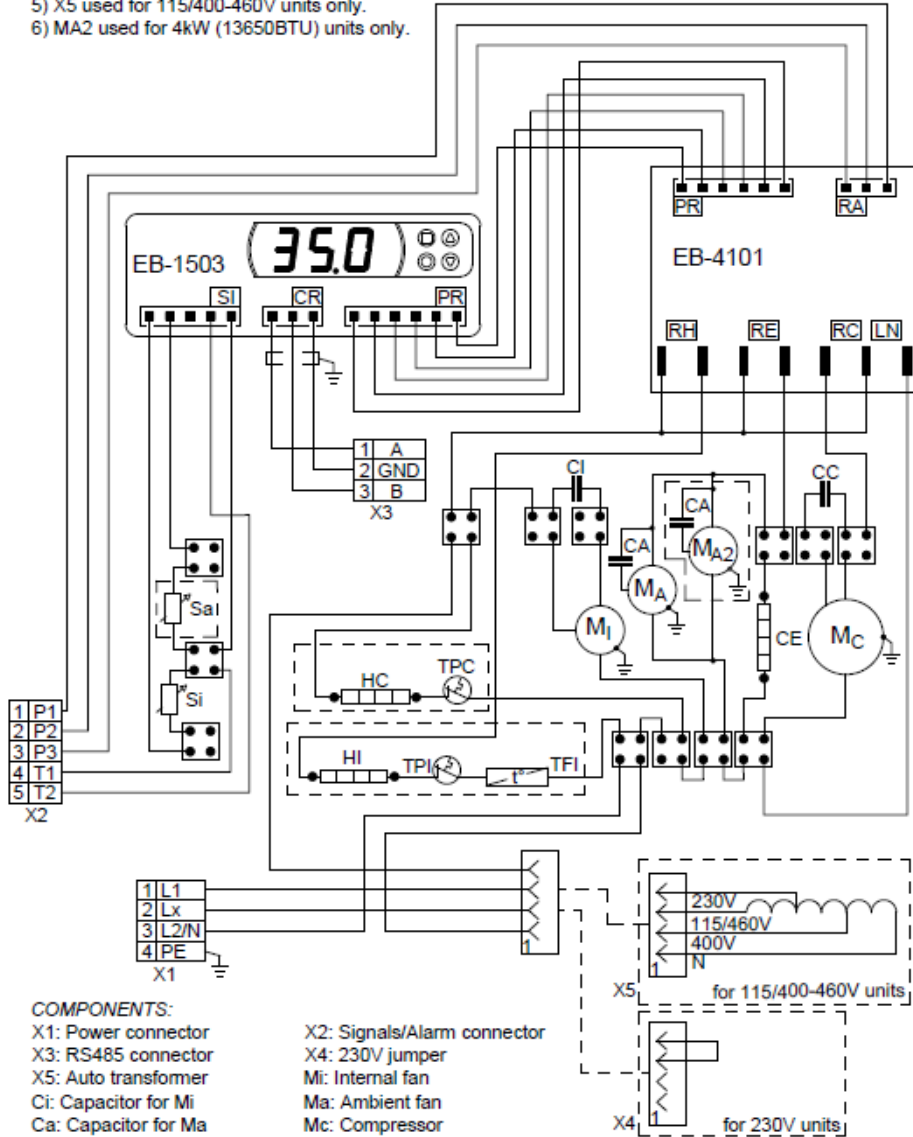 5) X5 used for 115/400-460V units only.
6) MA2 used for 4kW (13650BTU) units only.
PR
RA
EB-4101
EB-1503
35.0
SI
CR
PR
RH
RE
RC
LN
1 A
2 GND
3 B
X3
CI
CA
CA
CC
MA2
MA
MI
MC
CE
Sa
Si
HC
TPC
HI
TPI
t°
TFI
1 P1
2 P2
3 P3
4 T1
5 T2
X2
1 L1
2 Lx
3 L2/N
4 PE
X1
1
230V
115/460V
400V
N
1
X5
for 115/400-460V units
X4
1
for 230V units
COMPONENTS:
X1: Power connector
X2: Signals/Alarm connector
X3: RS485 connector
X4: 230V jumper
X5: Auto transformer
Mi: Internal fan
Ci: Capacitor for Mi
Ma: Ambient fan
Ca: Capacitor for Ma
Mc: Compressor